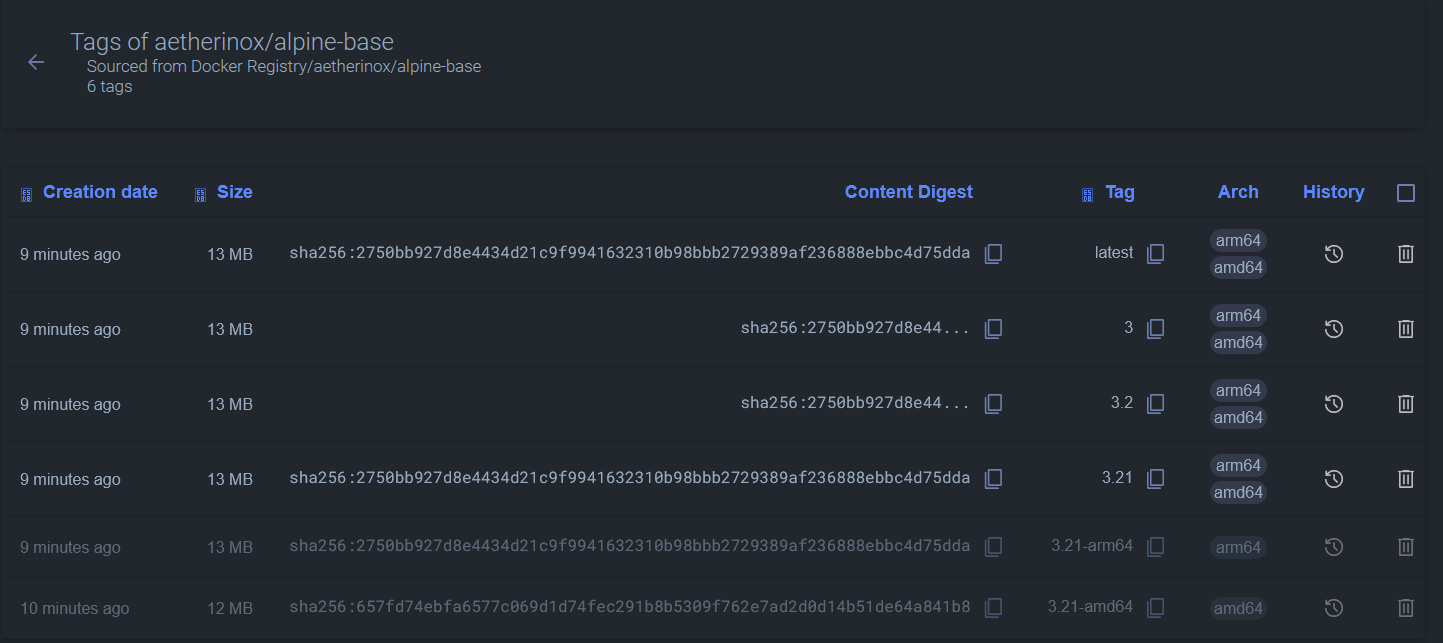 Tags of aetherinox/alpine-base
Sourced from Docker Registry/aetherinox/alpine-base
6 tags
Creation date Size Content Digest Tag Arch History
9 minutes ago 13 MB sha256:2750bb927d8e4434d21c9f9941632310b98bbb2729389af236888ebbc4d75dda latest arm64
amd64
9 minutes ago 13 MB sha256:2750bb927d8e44... 3 arm64
amd64
9 minutes ago 13 MB sha256:2750bb927d8e44... 3.2 arm64
amd64
9 minutes ago 13 MB sha256:2750bb927d8e4434d21c9f9941632310b98bbb2729389af236888ebbc4d75dda 3.21 arm64
amd64
9 minutes ago 13 MB sha256:2750bb927d8e4434d21c9f9941632310b98bbb2729389af236888ebbc4d75dda 3.21-arm64 arm64
10 minutes ago 12 MB sha256:657fd74ebfa6577c069d1d74fec291b8b5309f762e7ad2d0d14b51de64a841b8 3.21-amd64 amd64